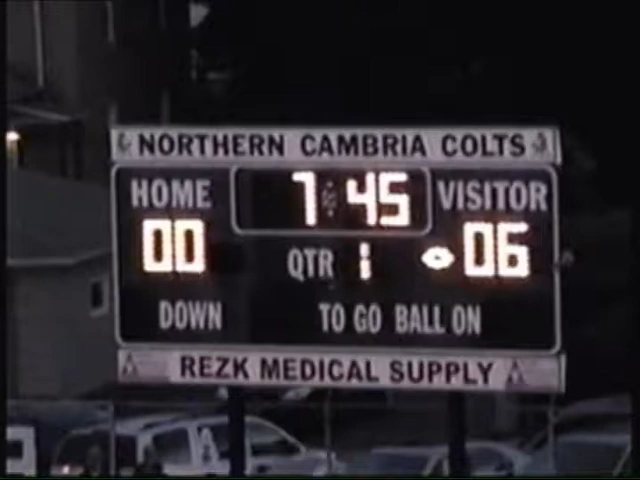 NORTHERN CAMBRIA COLTS
HOME 7:45 VISITOR
00 QTR 1 06
DOWN TO GO BALL ON
REZK MEDICAL SUPPLY